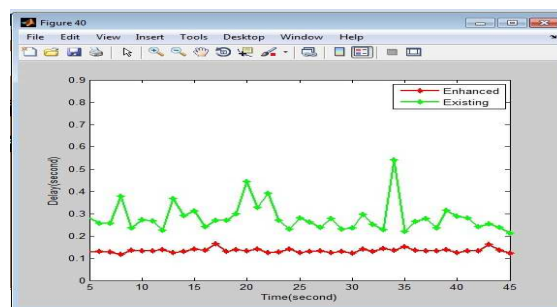 Figure 40
File Edit View Insert Tools Desktop Window Help
Enhanced
Existing
0.9
0.8
0.7
0.6
0.5
0.4
0.3
0.2
0.1
0
Delay(second)
5 10 15 20 25 30 35 40 45
Time(second)